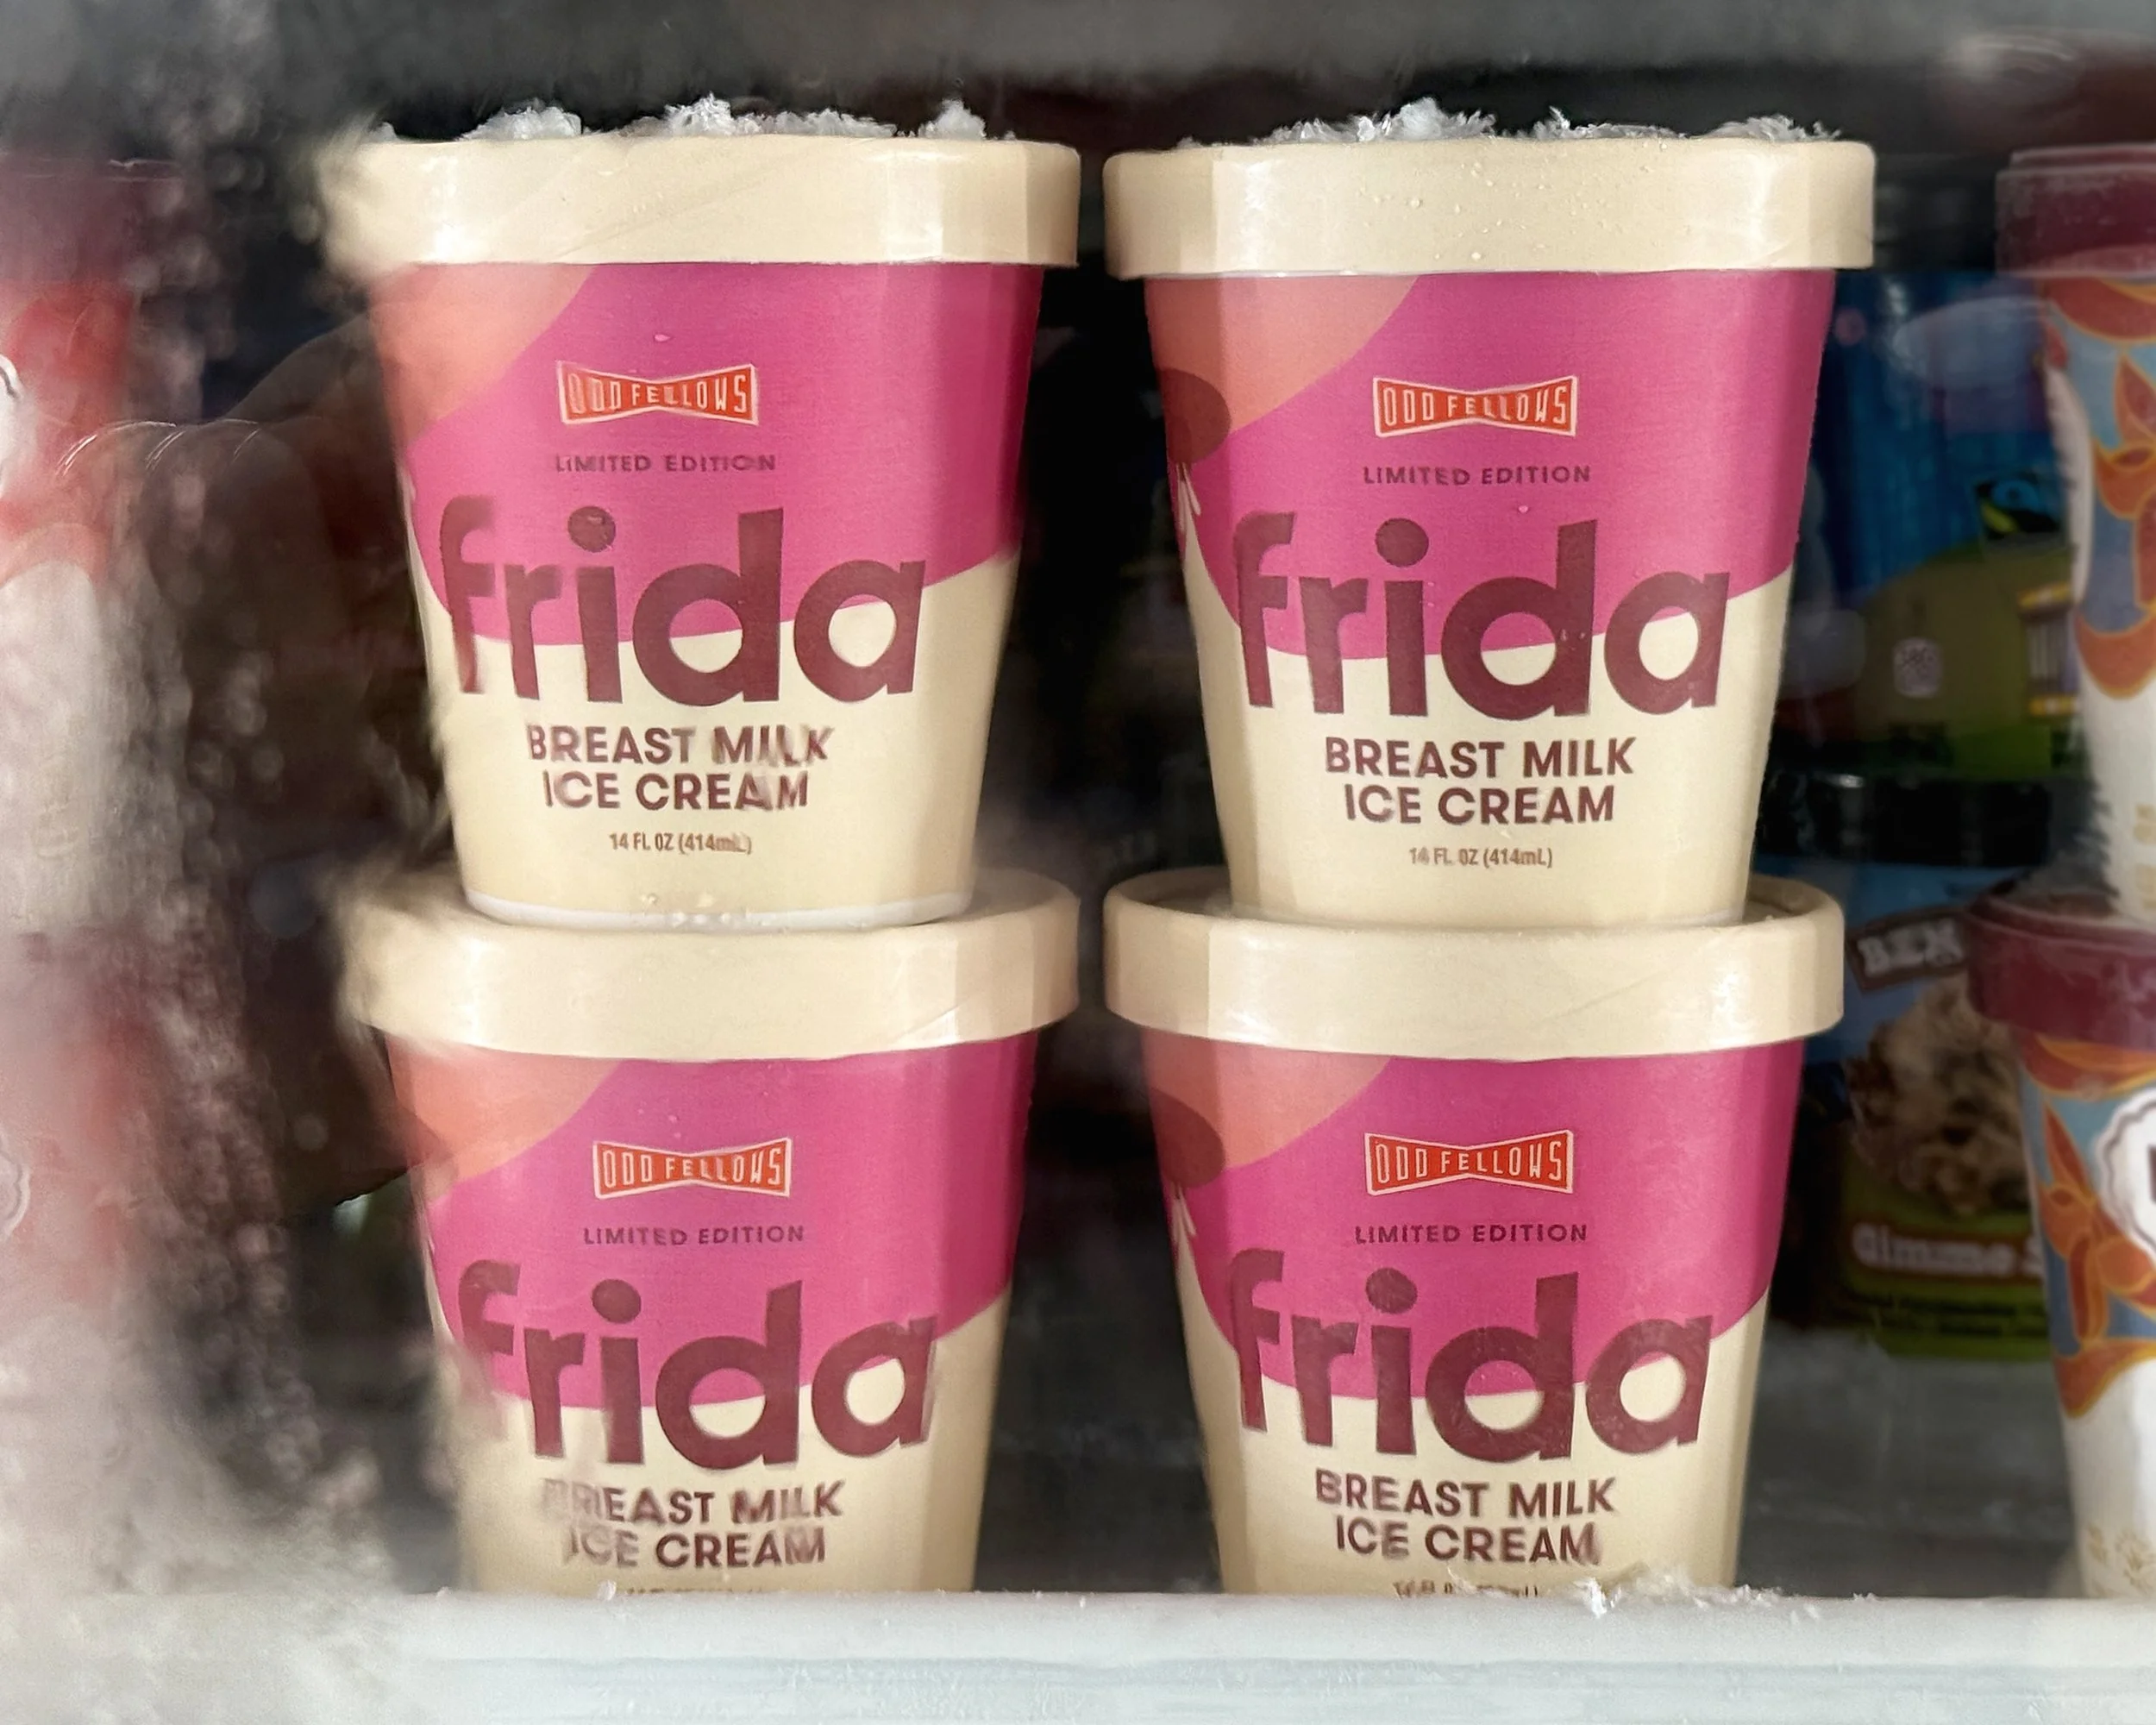 ODD FELLOWS
LIMITED EDITION
frida
BREAST MILK
ICE CREAM
14 FL OZ (414mL)
ODD FELLOWS
LIMITED EDITION
frida
BREAST MILK
ICE CREAM
14 FL OZ (414mL)
ODD FELLOWS
LIMITED EDITION
frida
BREAST MILK
ICE CREAM
ODD FELLOWS
LIMITED EDITION
frida
BREAST MILK
ICE CREAM
BEN
Gimme